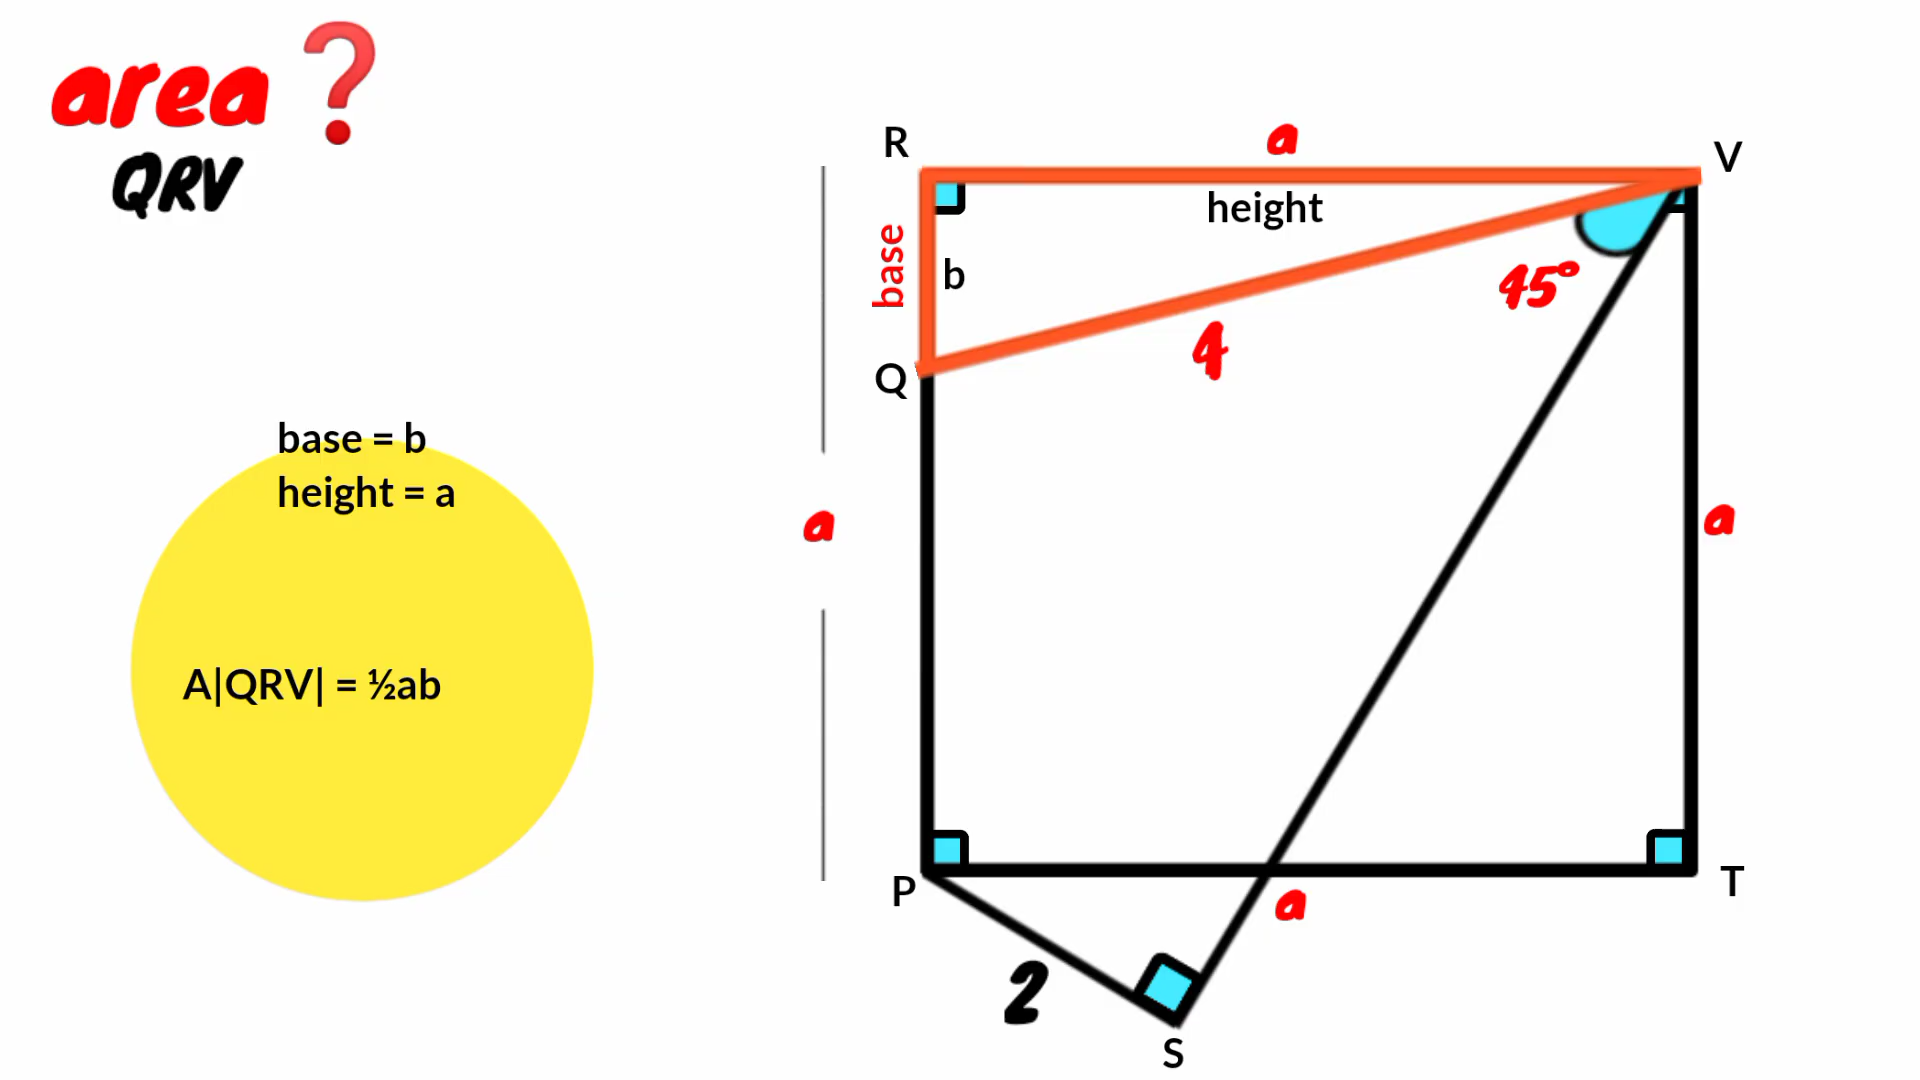 area❓
QRV
R
a
V
height
base
b
45°
4
Q
base = b
height = a
a
a
A|QRV| = ½ab
P
T
a
2
S